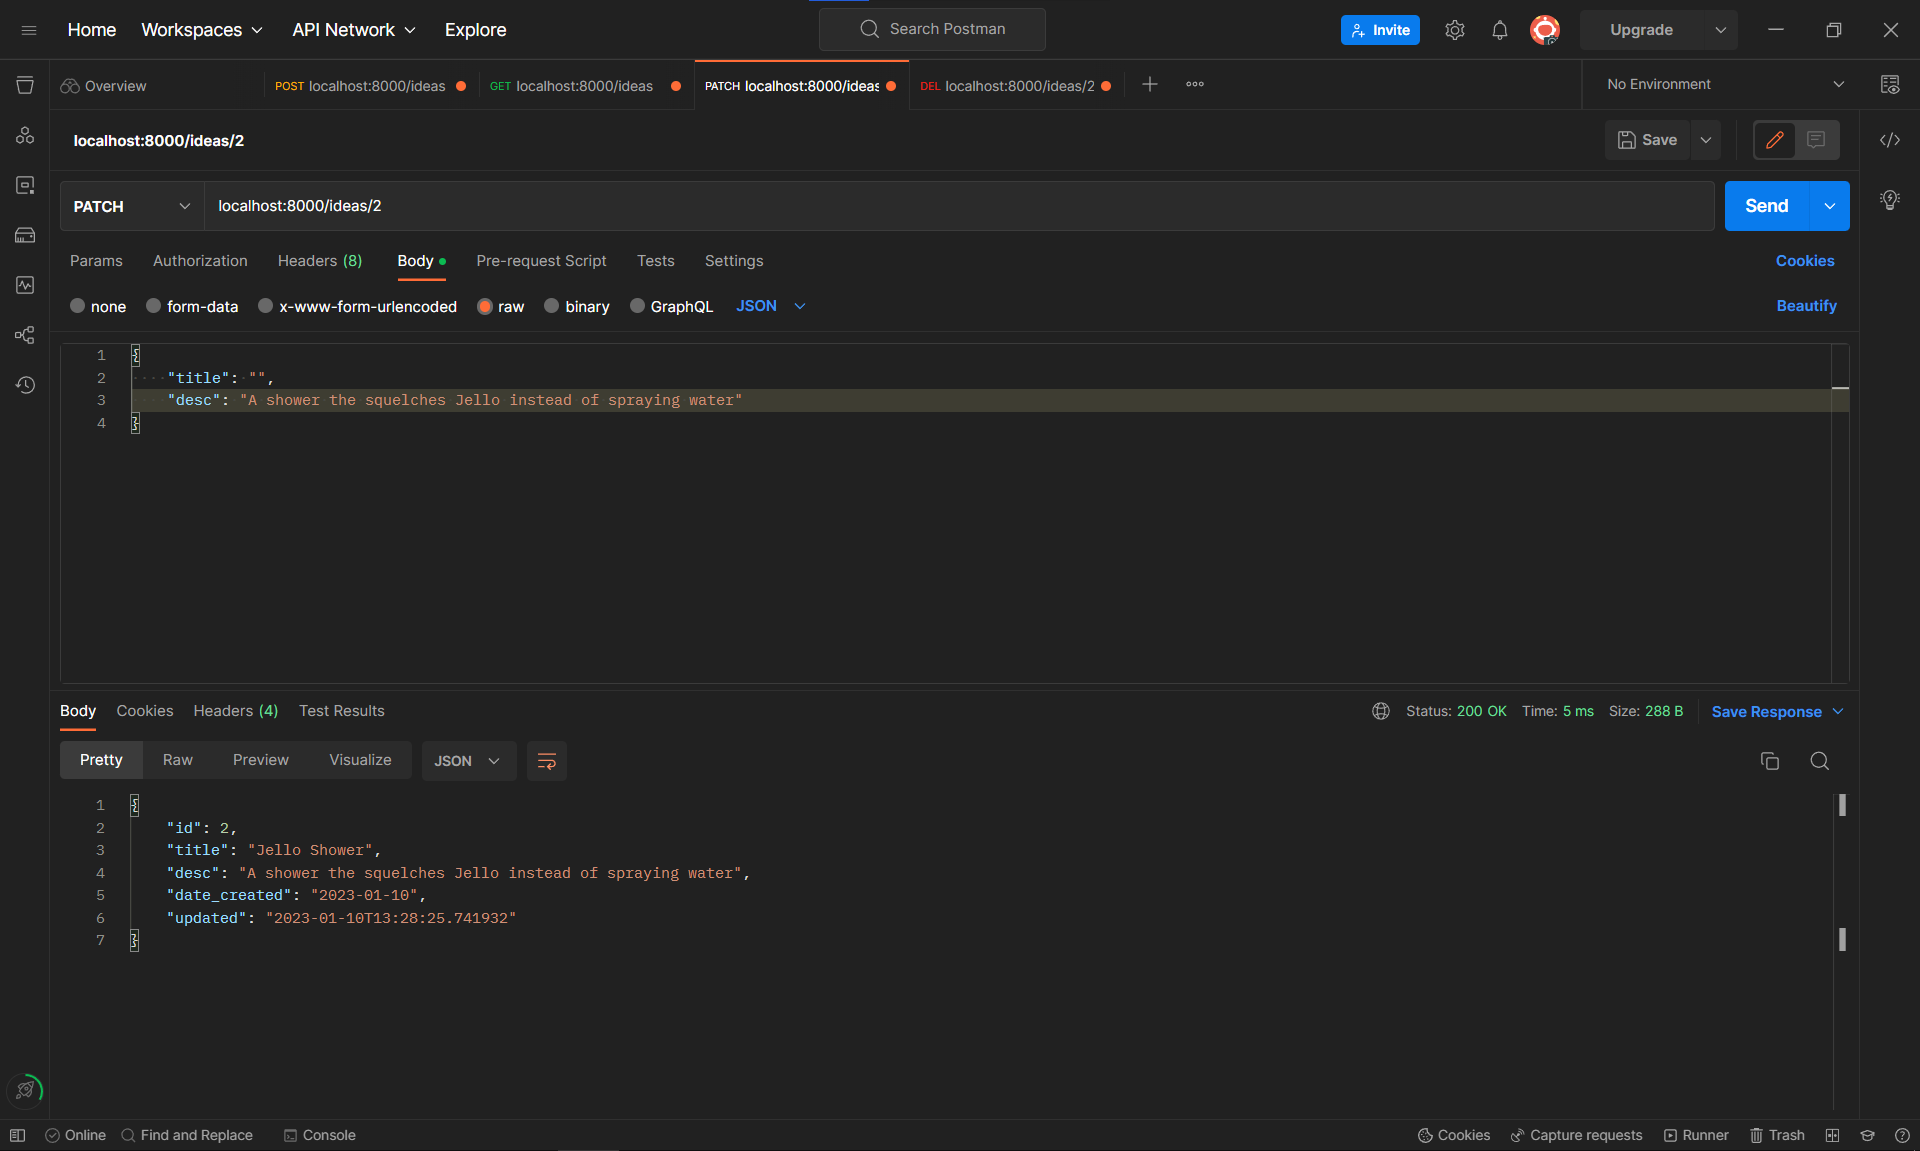 Home Workspaces API Network Explore Search Postman Invite Upgrade
Overview POST localhost:8000/ideas GET localhost:8000/ideas PATCH localhost:8000/ideas DEL localhost:8000/ideas/2 No Environment
localhost:8000/ideas/2 Save
PATCH localhost:8000/ideas/2 Send
Params Authorization Headers (8) Body Pre-request Script Tests Settings Cookies
none form-data x-www-form-urlencoded raw binary GraphQL JSON Beautify
1 {
2 "title": "",
3 "desc": "A shower the squelches Jello instead of spraying water"
4 }
Body Cookies Headers (4) Test Results Status: 200 OK Time: 5 ms Size: 288 B Save Response
Pretty Raw Preview Visualize JSON
1 {
2 "id": 2,
3 "title": "Jello Shower",
4 "desc": "A shower the squelches Jello instead of spraying water",
5 "date_created": "2023-01-10",
6 "updated": "2023-01-10T13:28:25.741932"
7 }
Online Find and Replace Console Cookies Capture requests Runner Trash